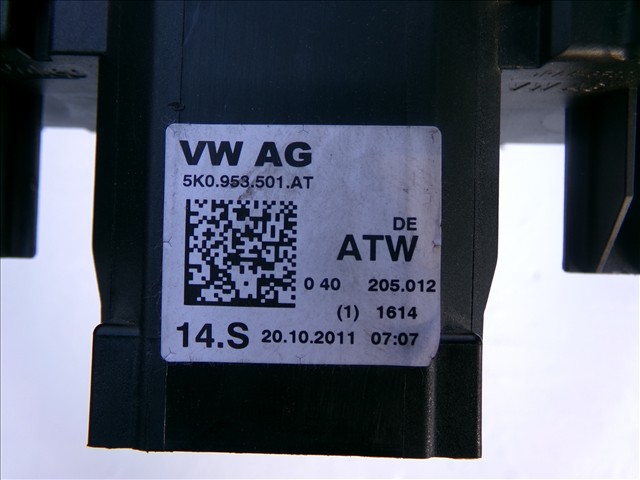 VW AG
5K0.953.501.AT
DE
ATW
0 40 205.012
(1) 1614
14.S 20.10.2011 07:07